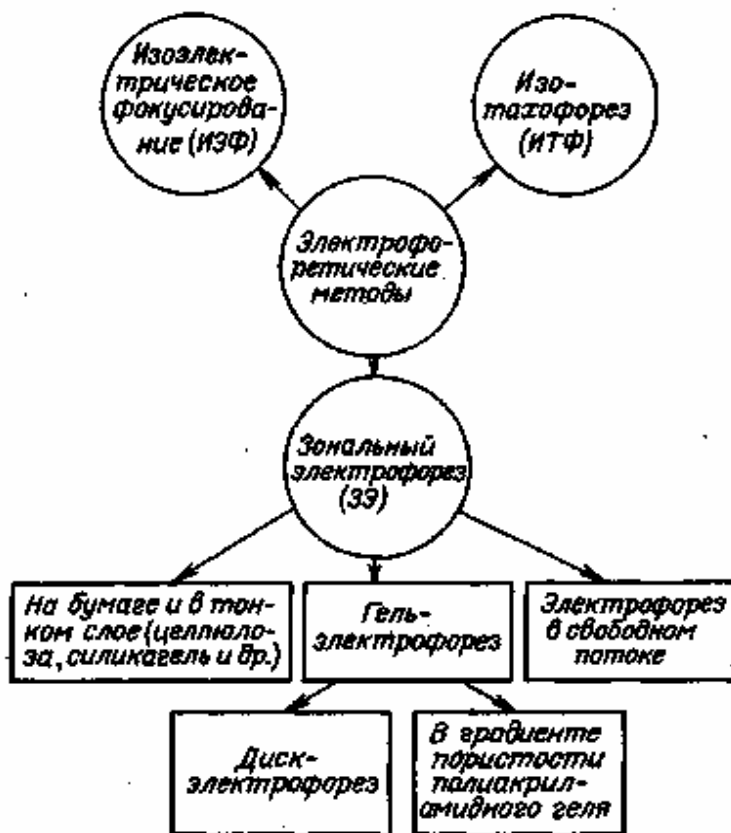 Изоэлек-
трическое
фокусирова-
ние (ИЭФ)
Изо-
тахофорез
(ИТФ)
Электрофо-
ретические
методы
Зональный
электрофорез
(ЗЭ)
На бумаге и в тон-
ком слое (целлюло-
за, силикагель и др.)
Гель-
электрофорез
Электрофорез
в свободном
потоке
Диск-
электрофорез
В градиенте
пористости
полиакрил-
амидного геля